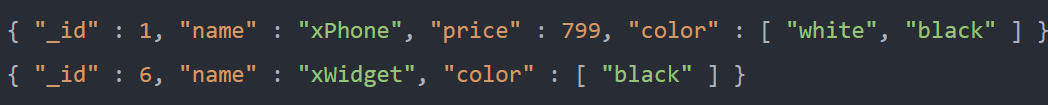 { "_id" : 1, "name" : "xPhone", "price" : 799, "color" : [ "white", "black" ] }
{ "_id" : 6, "name" : "xWidget", "color" : [ "black" ] }